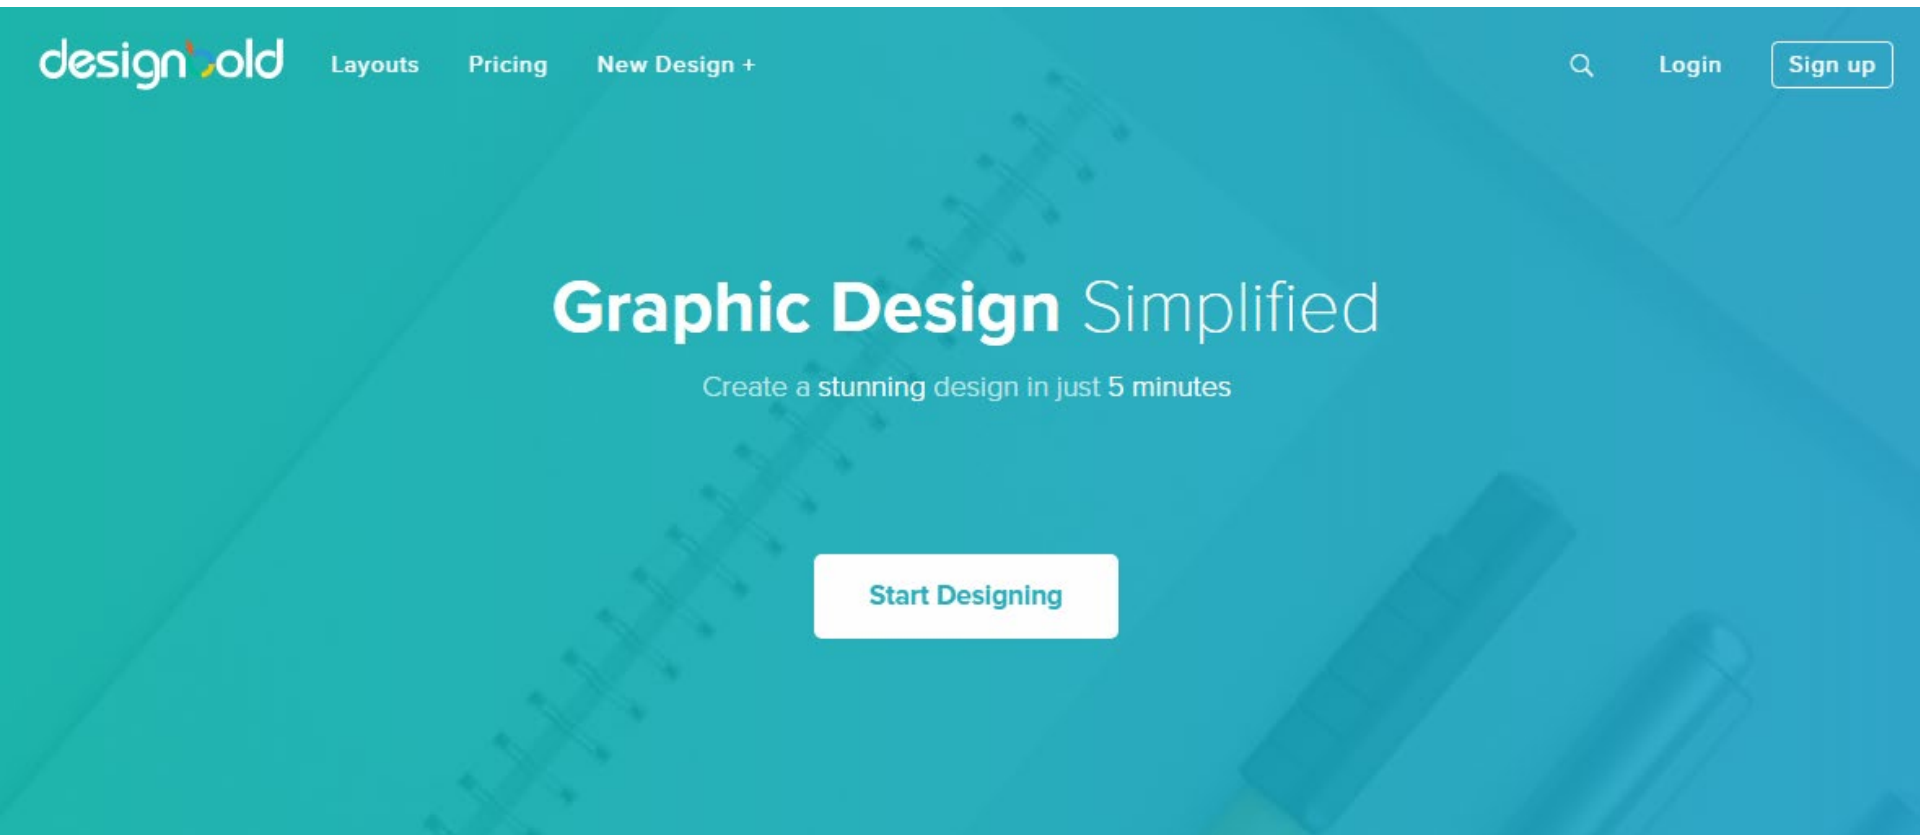 designbold
Layouts
Pricing
New Design +
Login
Sign up
Graphic Design Simplified
Create a stunning design in just 5 minutes
Start Designing